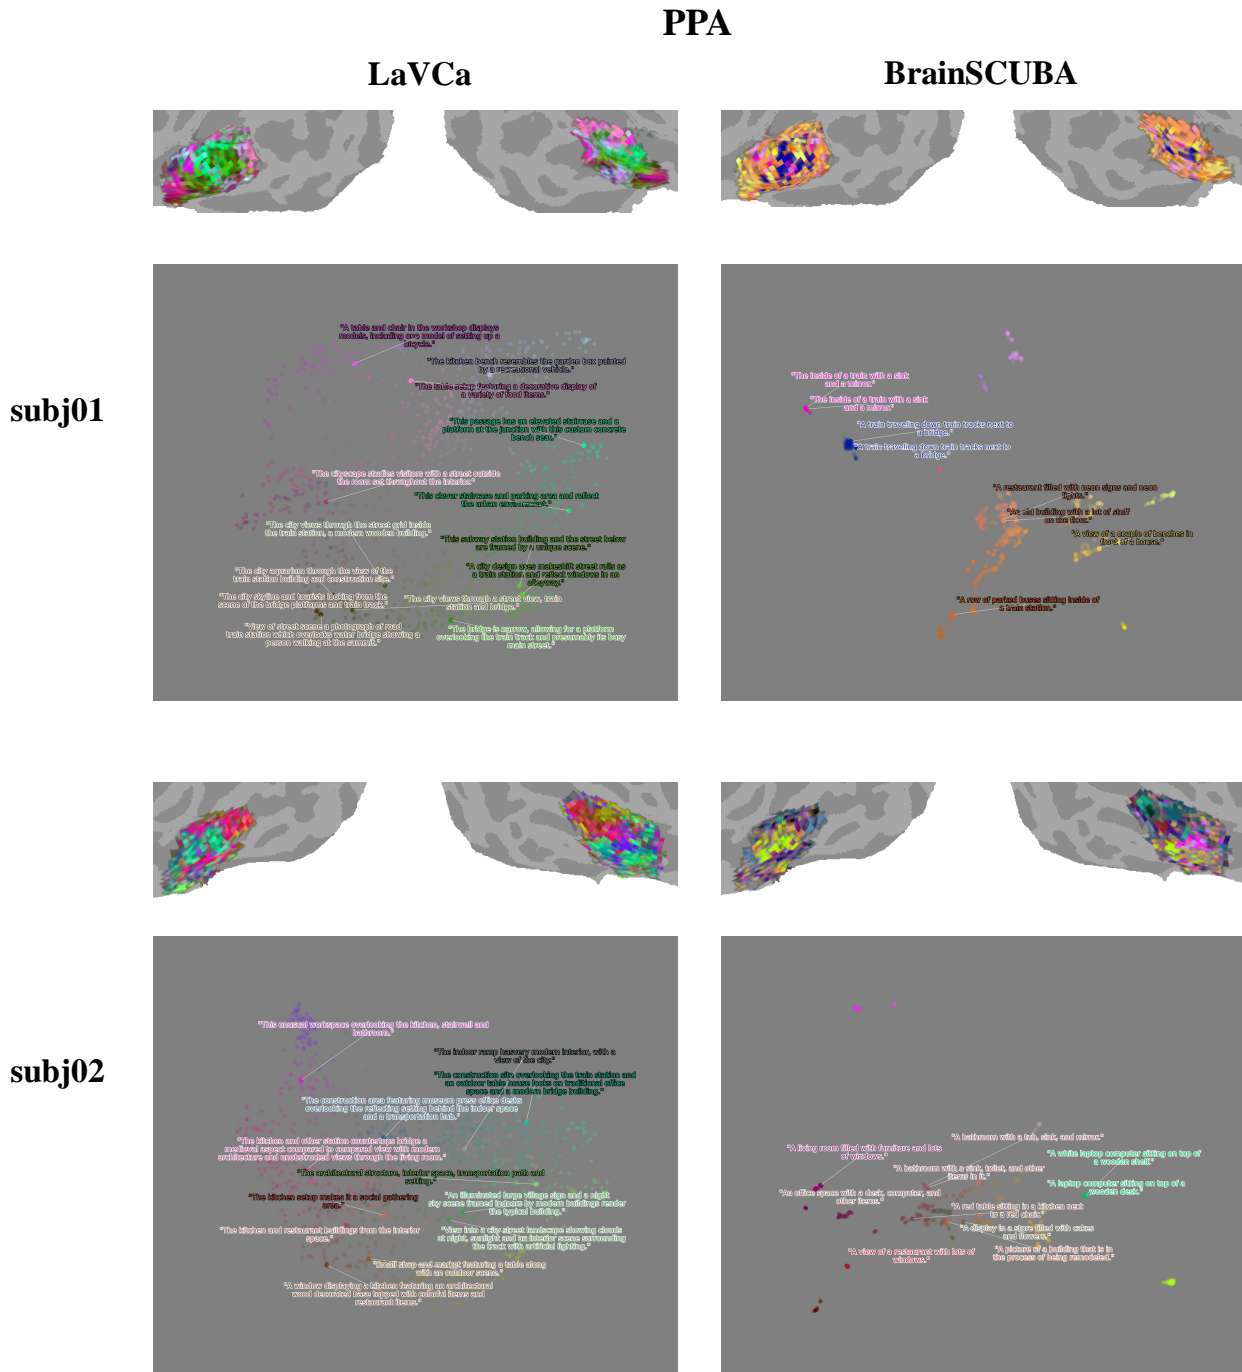 PPA
LaVCa
BrainSCUBA
subj01
"A table and chair in the workshop displays
models, including one model of setting up a
bicycle."
"The kitchen bench resembles the garden box painted
by a recreational vehicle."
"The table setup featuring a decorative display of
a variety of food items."
"This passage has an elevated staircase and a
platform at the junction with this custom concrete
bench seat."
"The cityscape studies visitors with a street outside
the room set throughout the interior."
"This clover staircase and parking area and reflect
the urban environment."
"The city views through the street grid inside
the train station, a modern wooden building."
"This subway station building and the street below
are framed by a unique scene."
"The city aquarium through the view of the
train station building and construction site."
"A city design uses makeshift street rails as
a train station and reflect windows in an
"The city skyline and tourists looking from the
scene of the bridge platforms and train track."
"The city views through a street view, train
station and bridge."
"View of street scene a photograph of road
train station which overlooks water bridge showing a
person walking at the summit."
"The bridge is narrow, allowing for a platform
overlooking the train track and presumably its busy
main street."
"The inside of a train with a sink
and a mirror."
"The inside of a train with a sink
and a mirror."
"A train traveling down train tracks next to
a bridge."
"A train traveling down train tracks next to
a bridge."
"A restaurant filled with neon signs and neon
lights."
old building with a lot of stuff
on the floor."
"A view of a couple of benches in
front of a house."
"A row of parked buses sitting inside of
a train station."
subj02
"This unusual workspace overlooking the kitchen, stairwell and
bathroom."
"The indoor ramp hasvery modern interior, with a
view of the city."
"The construction site overlooking the train station and
an outdoor table house looks on traditional office
space and a modern bridge building."
"The construction area featuring museum press office desks
overlooking the reflecting setting behind the indoor space
and a transportation hub."
"The kitchen and other station countertops bridge a
medieval aspect compared to compared view with modern
architecture and unobstructed views through the living room."
"The architectural structure, interior space, transportation path and
setting."
"The kitchen setup makes it a social gathering
area."
"An illuminated large village sign and a night
sky scene framed indoors by modern buildings render
the typical building."
"The kitchen and restaurant buildings from the interior
space."
"View into a city street landscape showing clouds
at night, sunlight and an interior scene surrounding
the track with artificial lighting."
"Small shop and market featuring a table along
with an outdoor scene."
"A window displaying a kitchen featuring an architectural
wood decorated base topped with colorful items and
restaurant items."
"A bathroom with a tub, sink, and mirror."
"A living room filled with furniture and lots
of windows."
"A white laptop computer sitting on top of
a wooden shelf."
"A bathroom with a sink, toilet, and other
items in it."
"A laptop computer sitting on top of a
wooden desk."
"An office space with a desk, computer, and
other items."
"A red table sitting in a kitchen next
to a red chair."
"A display in a store filled with cakes
and flowers."
"A view of a restaurant with lots of
windows."
"A picture of a building that is in
the process of being remodeled."